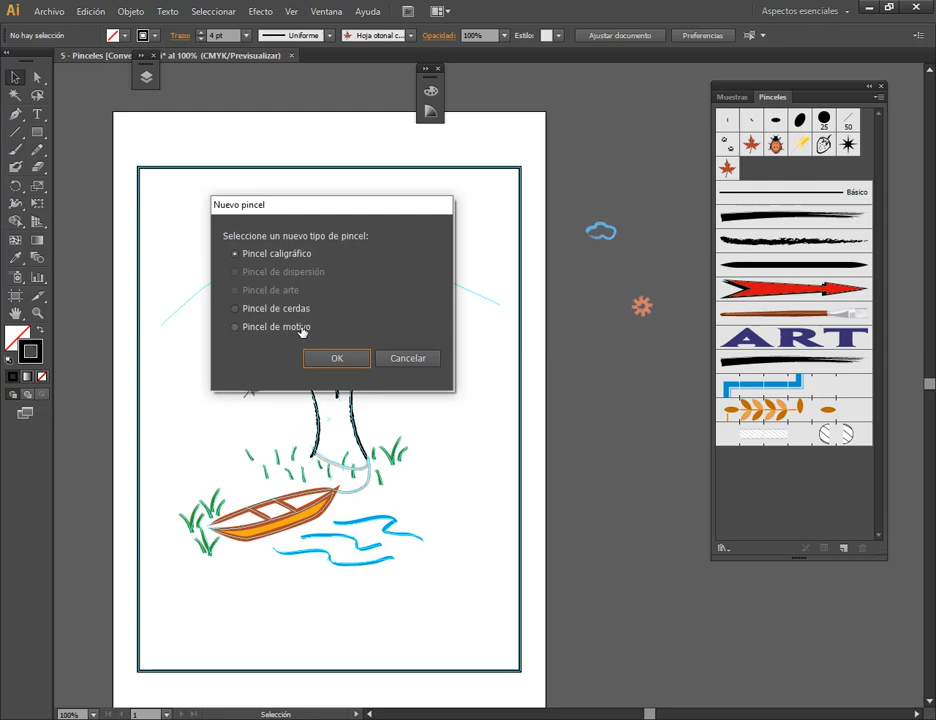 Ai Archivo Edición Objeto Texto Seleccionar Efecto Ver Ventana Ayuda Br Aspectos esenciales
No hay selección Trazo: 4 pt Uniforme Hoja otonal c... Opacidad: 100% Estilo: Ajustar documento Preferencias
5 - Pinceles [Conve * al 100% (CMYK/Previsualizar)
Muestras Pinceles
25 50
Básico
Nuevo pincel
Seleccione un nuevo tipo de pincel:
Pincel caligráfico
Pincel de dispersión
Pincel de arte
Pincel de cerdas
Pincel de motivo
OK Cancelar
ART
100% 1 Selección